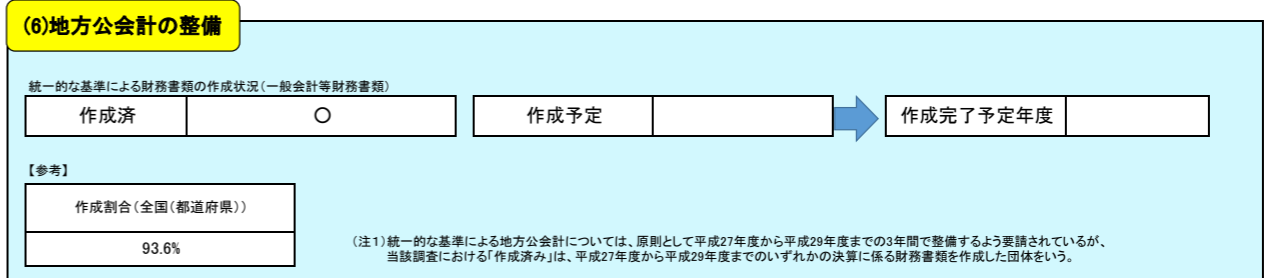 (6)地方公会計の整備
統一的な基準による財務書類の作成状況(一般会計等財務書類)
作成済 〇 作成予定 作成完了予定年度
【参考】
作成割合(全国(都道府県))
93.6%
(注1)統一的な基準による地方公会計については、原則として平成27年度から平成29年度までの3年間で整備するよう要請されているが、
当該調査における「作成済み」は、平成27年度から平成29年度までのいずれかの決算に係る財務書類を作成した団体をいう。